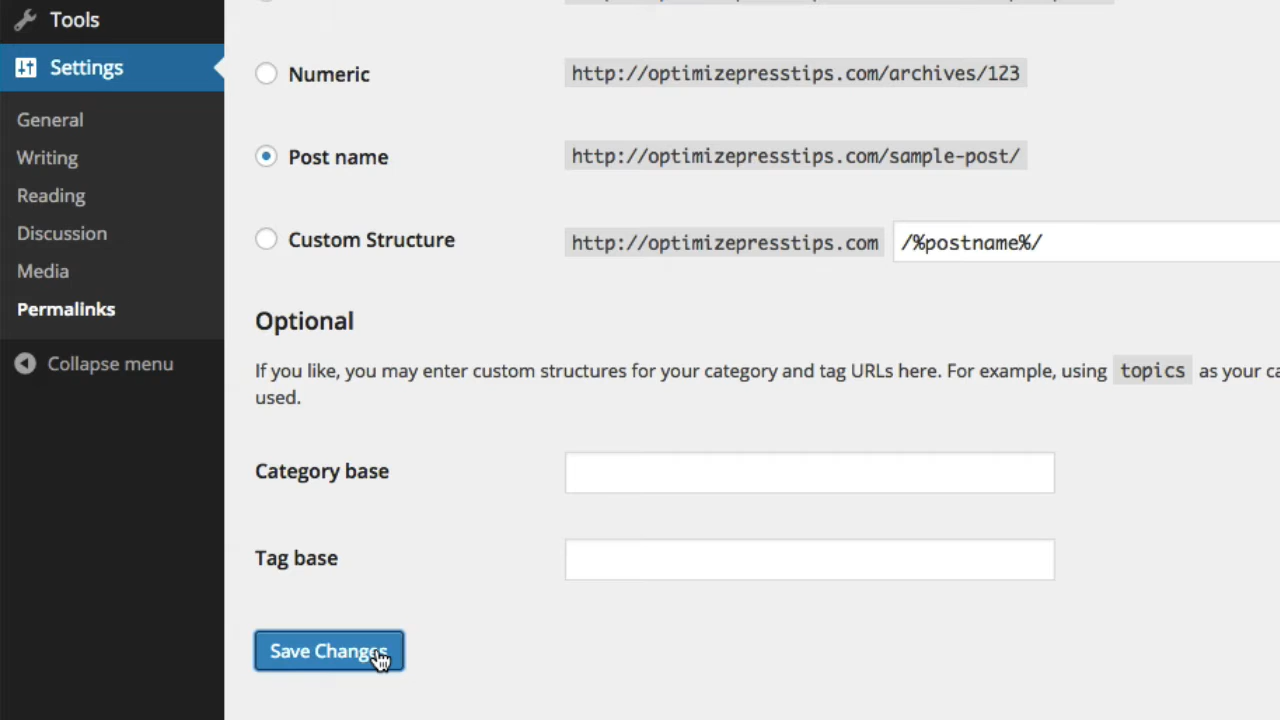 Tools
Settings
General
Writing
Reading
Discussion
Media
Permalinks
Collapse menu
Numeric http://optimizepresstips.com/archives/123
Post name http://optimizepresstips.com/sample-post/
Custom Structure http://optimizepresstips.com /%postname%/
Optional
If you like, you may enter custom structures for your category and tag URLs here. For example, using topics as your ca
used.
Category base
Tag base
Save Changes